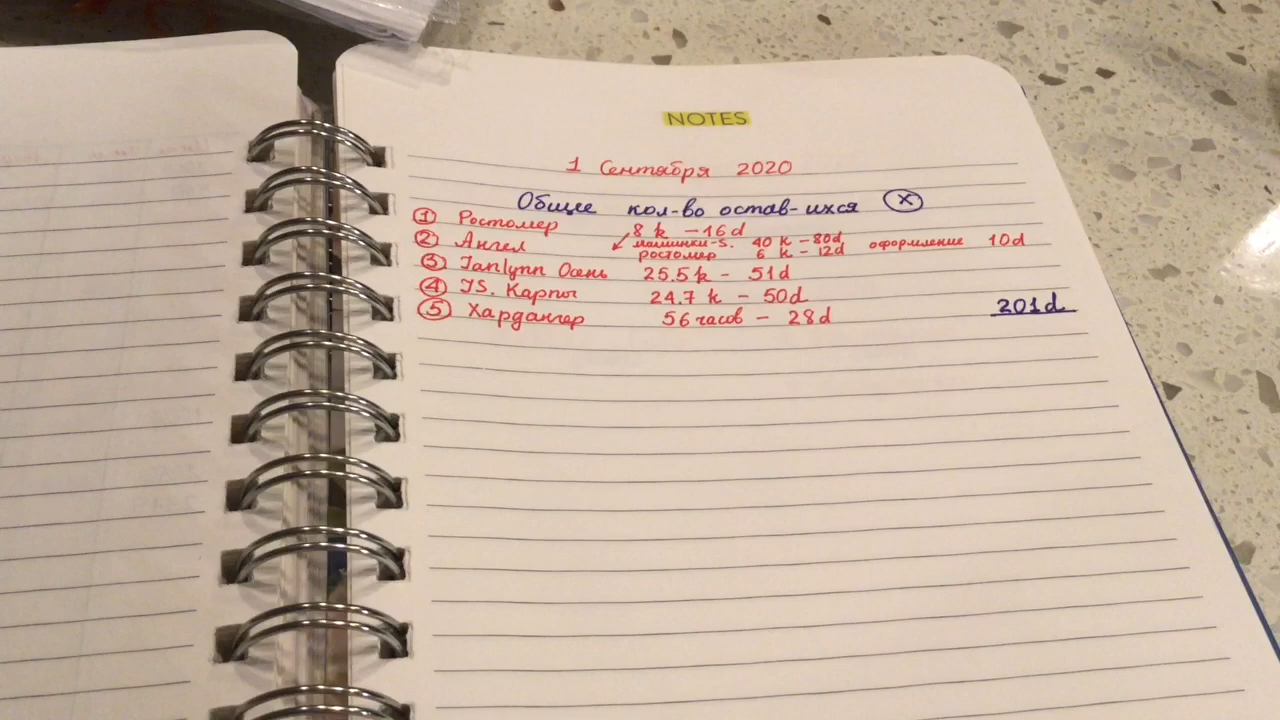 NOTES
1 Сентября 2020
Общее кол-во остав-ихся X
1 Ростомер 8 k - 16d
2 Ангел машинки-s. 40 k - 80d оформление 10d
ростомер 6 k - 12d
3 Janlynn Осень 25.5 k - 51d
4 JS. Карпы 24.7 k - 50d
5 Хардангер 56 часов - 28d
201d